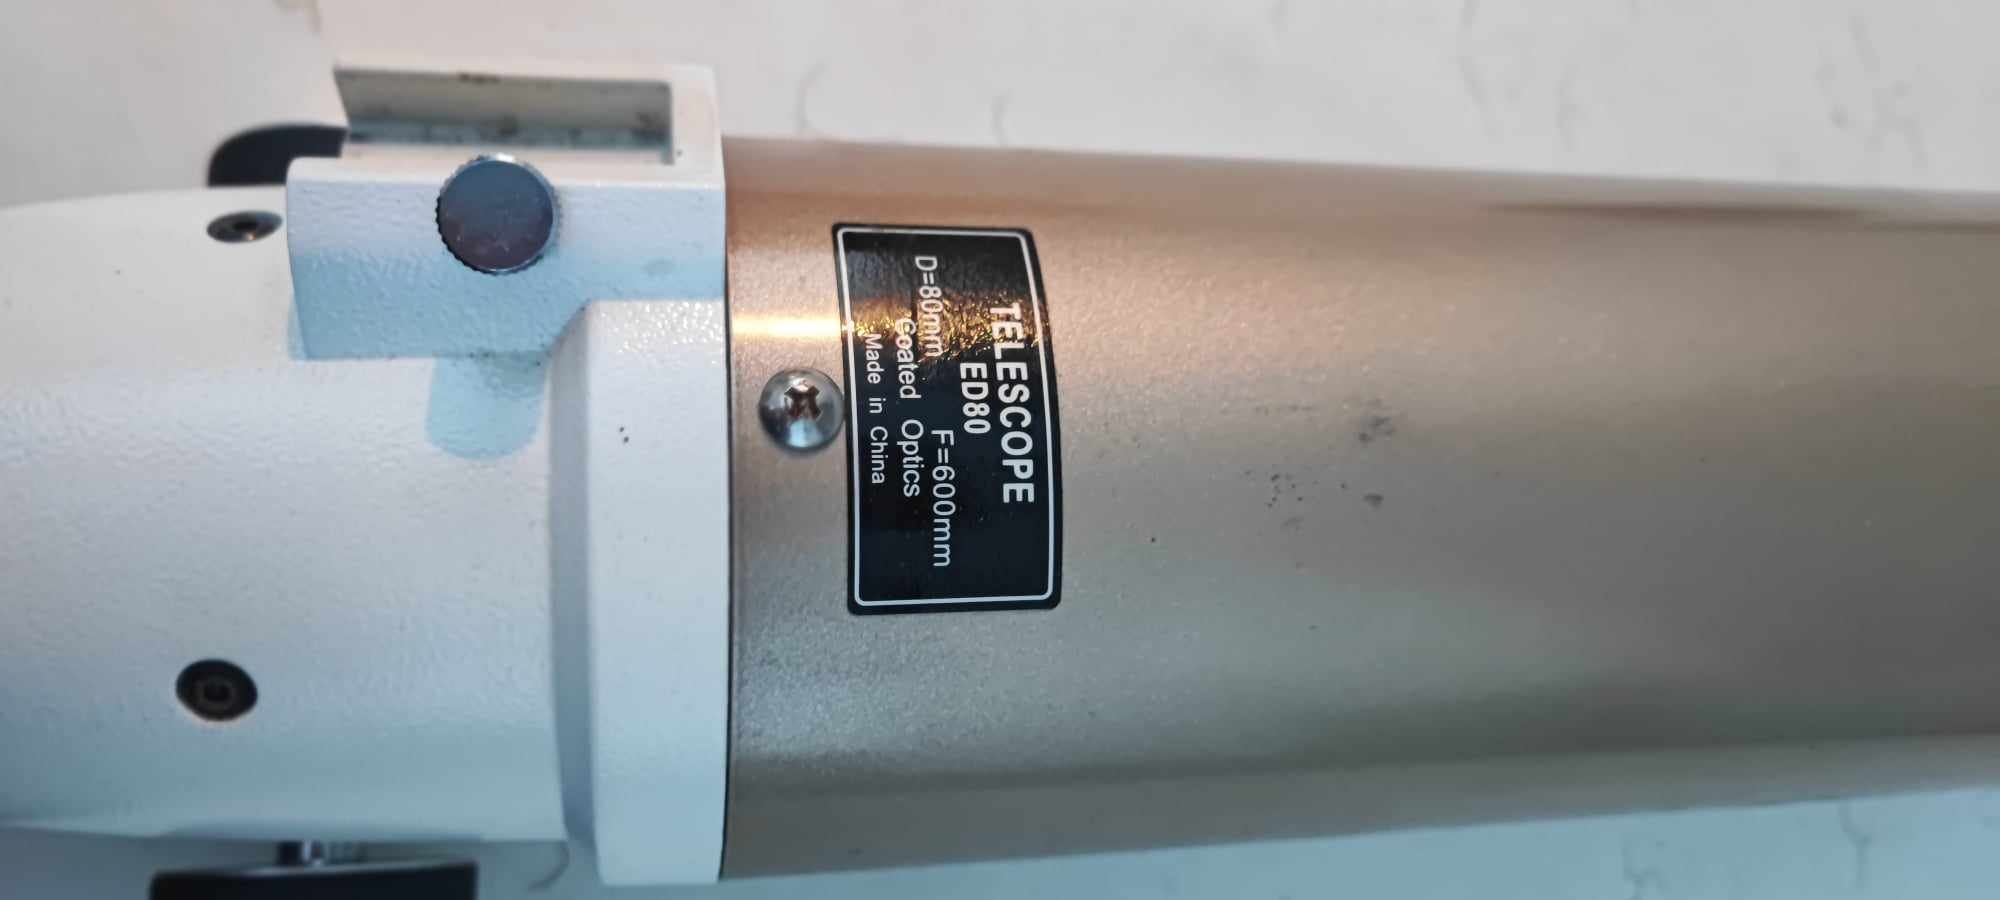 TELESCOPE
ED80
D=80mm F=600mm
Coated Optics
Made in China